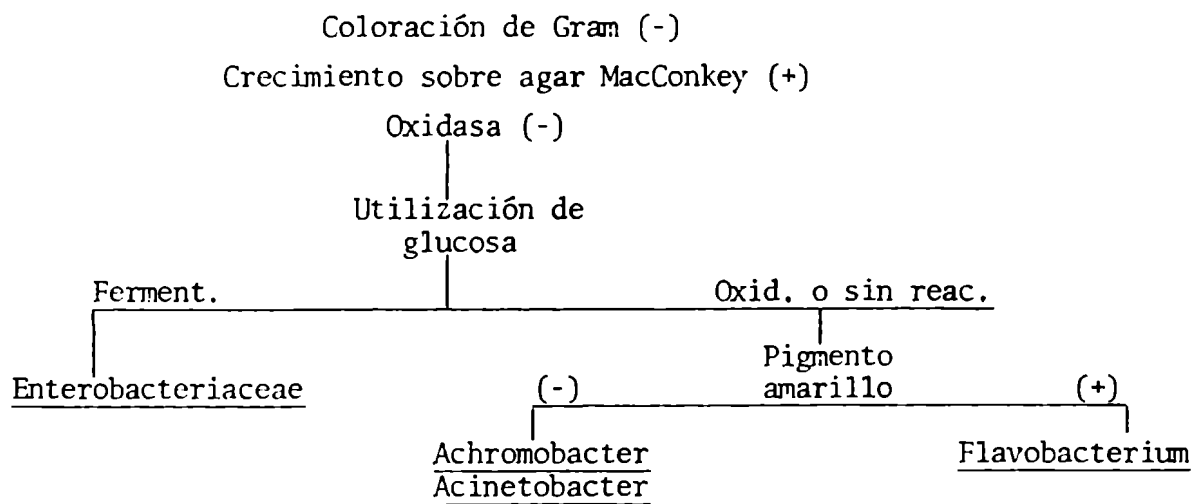 Coloración de Gram (-)
Crecimiento sobre agar MacConkey (+)
Oxidasa (-)
Utilización de
glucosa
Ferment.
Oxid. o sin reac.
Pigmento
amarillo
(-)
(+)
Enterobacteriaceae
Achromobacter
Acinetobacter
Flavobacterium